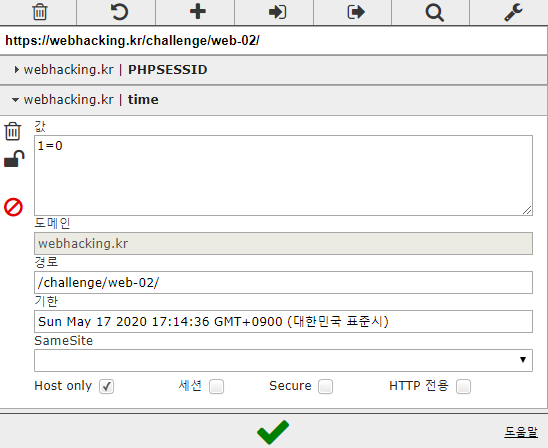 https://webhacking.kr/challenge/web-02/
webhacking.kr | PHPSESSID
webhacking.kr | time
값
1=0
도메인
webhacking.kr
경로
/challenge/web-02/
기한
Sun May 17 2020 17:14:36 GMT+0900 (대한민국 표준시)
SameSite
Host only 세션 Secure HTTP 전용
도움말